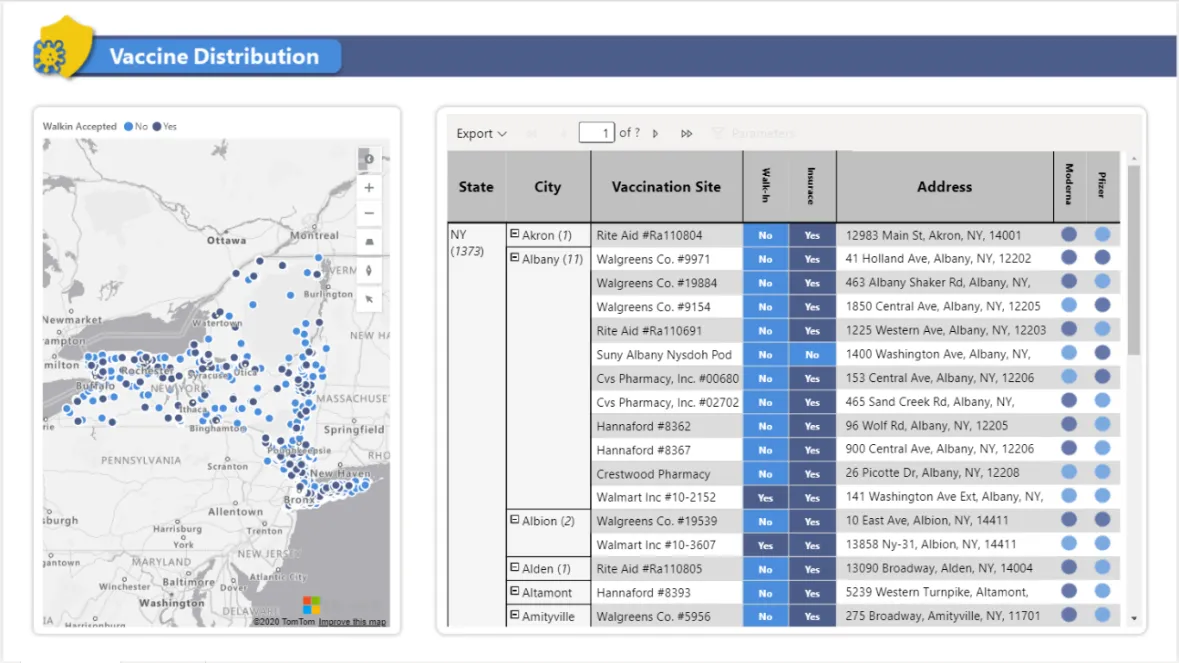 Vaccine Distribution
Walkin Accepted No Yes
Ottawa
Montreal
VERM
Burlington
Newmarket
ampton
Watertown
NEW HA
milton
Rochester
Syracuse Utica
Buffalo
NEW YORK
MASSACHUSE
rie
Ithaca
Binghamton
Springfield
PENNSYLVANIA
Poughkeepsie
RHO
Scranton
New Haven
Bronx
Allentown
sburgh
Harrisburg
Trenton
York
gantown
NEW JERS
MARYLAND
Atlantic City
Winchester
Baltimore
Dover
Washington
DELAWAR
IA
Harrisonburg
©2020 TomTom Improve this map
Export 1 of ? Parameters
State City Vaccination Site Walk-In Insurace Address Moderna Pfizer
NY Akron (1) Rite Aid #Ra110804 No Yes 12983 Main St, Akron, NY, 14001
(1373) Albany (11) Walgreens Co. #9971 No Yes 41 Holland Ave, Albany, NY, 12202
Walgreens Co. #19884 No Yes 463 Albany Shaker Rd, Albany, NY,
Walgreens Co. #9154 No Yes 1850 Central Ave, Albany, NY, 12205
Rite Aid #Ra110691 No Yes 1225 Western Ave, Albany, NY, 12203
Suny Albany Nysdoh Pod No No 1400 Washington Ave, Albany, NY,
Cvs Pharmacy, Inc. #00680 No Yes 153 Central Ave, Albany, NY, 12206
Cvs Pharmacy, Inc. #02702 No Yes 465 Sand Creek Rd, Albany, NY,
Hannaford #8362 No Yes 96 Wolf Rd, Albany, NY, 12205
Hannaford #8367 No Yes 900 Central Ave, Albany, NY, 12206
Crestwood Pharmacy No Yes 26 Picotte Dr, Albany, NY, 12208
Walmart Inc #10-2152 Yes Yes 141 Washington Ave Ext, Albany, NY,
Albion (2) Walgreens Co. #19539 No Yes 10 East Ave, Albion, NY, 14411
Walmart Inc #10-3607 Yes Yes 13858 Ny-31, Albion, NY, 14411
Alden (1) Rite Aid #Ra110805 No Yes 13090 Broadway, Alden, NY, 14004
Altamont Hannaford #8393 No Yes 5239 Western Turnpike, Altamont,
Amityville Walgreens Co. #5956 No Yes 275 Broadway, Amityville, NY, 11701